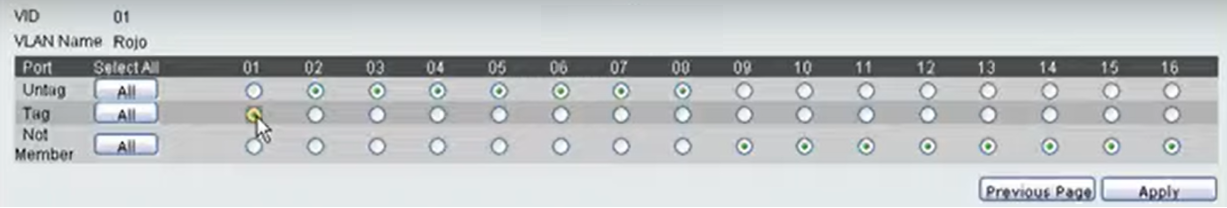 VID 01
VLAN Name Rojo
Port Select All 01 02 03 04 05 06 07 08 09 10 11 12 13 14 15 16
Untag All
Tag All
Not
Member All
Previous Page Apply